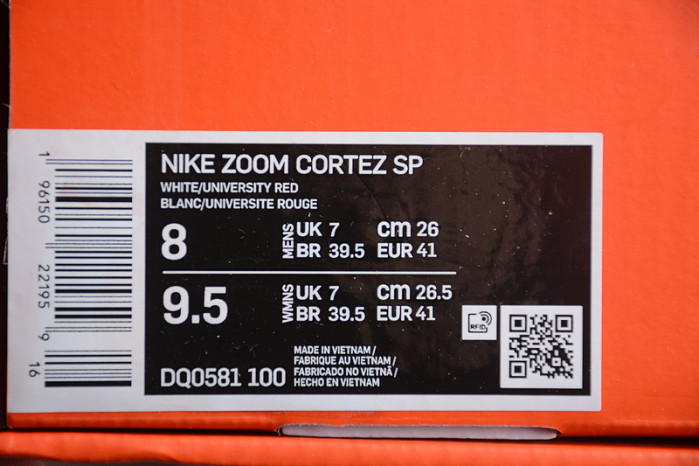 NIKE ZOOM CORTEZ SP
WHITE/UNIVERSITY RED
BLANC/UNIVERSITE ROUGE
8
MENS
UK 7 cm 26
BR 39.5 EUR 41
9.5
WMNS
UK 7 cm 26.5
BR 39.5 EUR 41
DQ0581 100
MADE IN VIETNAM /
FABRIQUE AU VIETNAM /
FABRICADO NO VIETNÃ /
HECHO EN VIETNAM
RFID
1 96150 22195 9 16